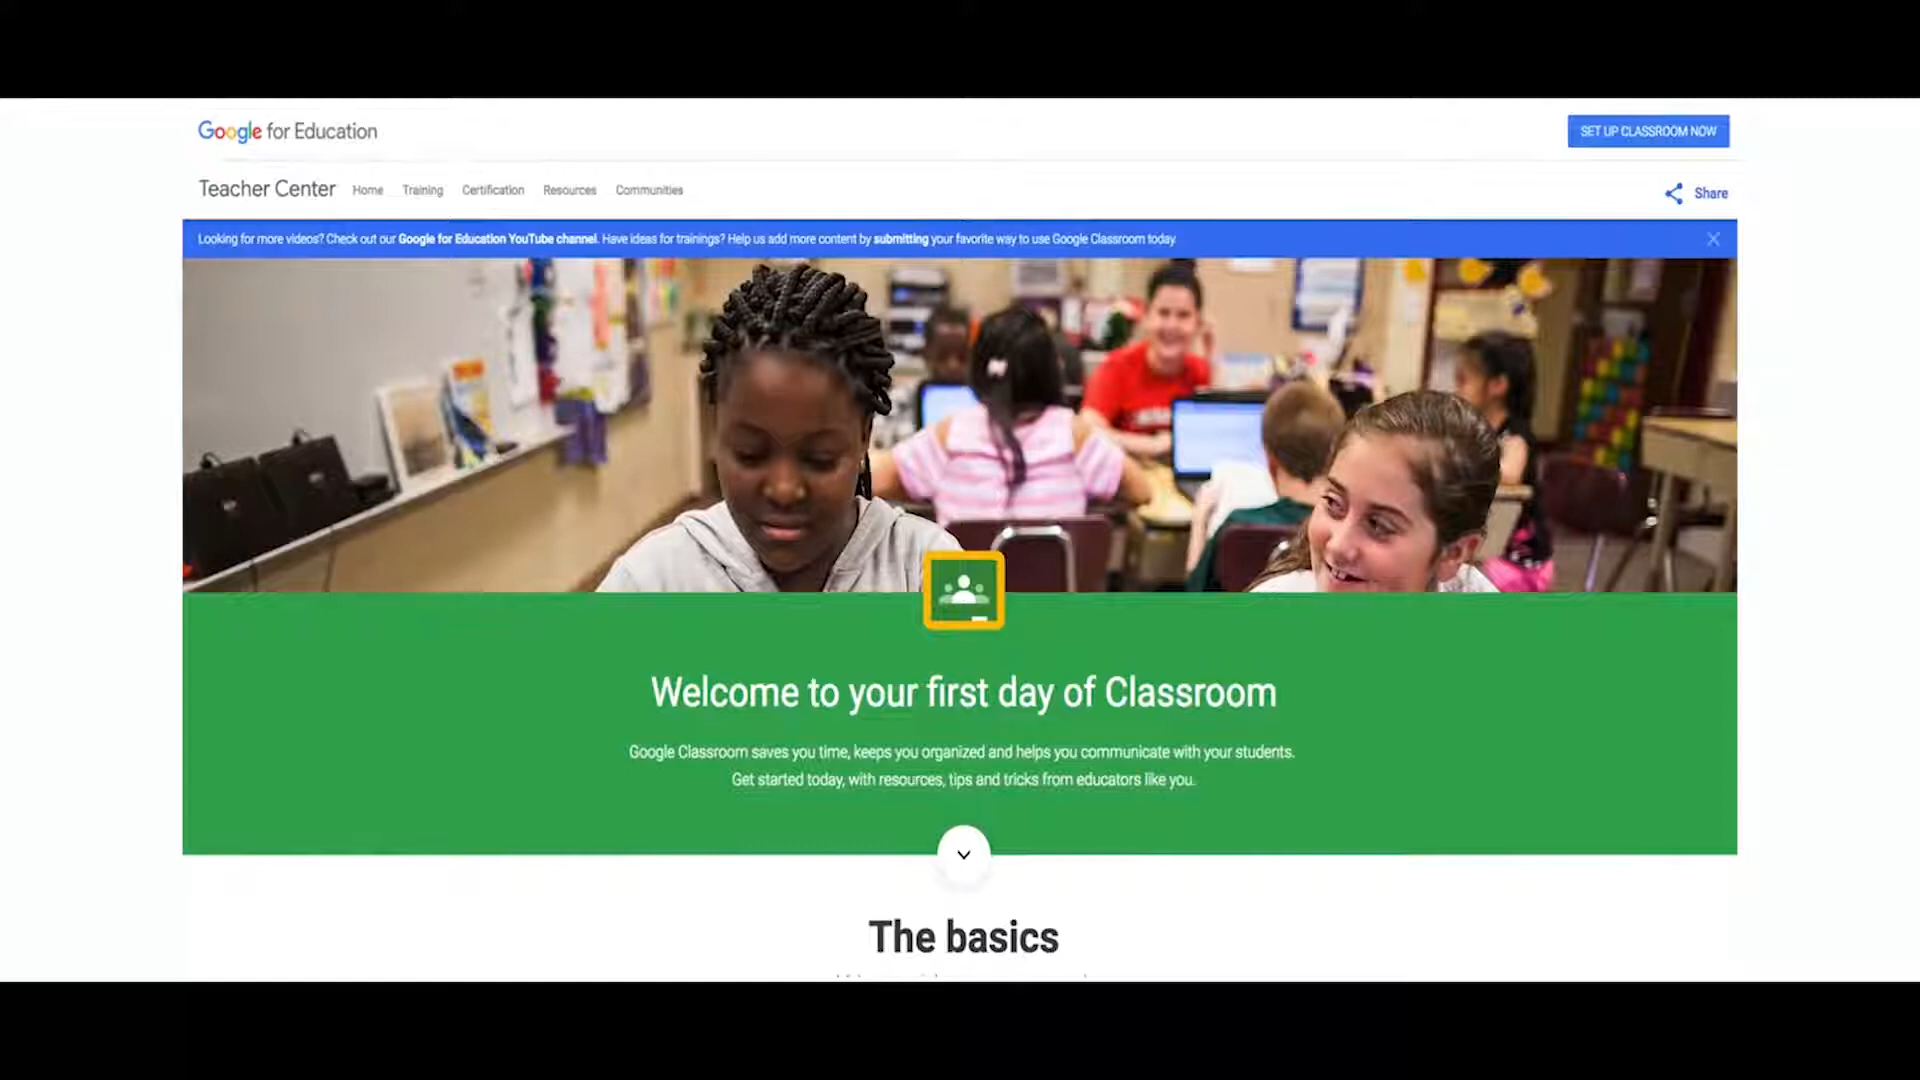 Google for Education
SET UP CLASSROOM NOW
Teacher Center Home Training Certification Resources Communities
Share
Looking for more videos? Check out our Google for Education YouTube channel. Have ideas for trainings? Help us add more content by submitting your favorite way to use Google Classroom today.
Welcome to your first day of Classroom
Google Classroom saves you time, keeps you organized and helps you communicate with your students.
Get started today, with resources, tips and tricks from educators like you.
The basics